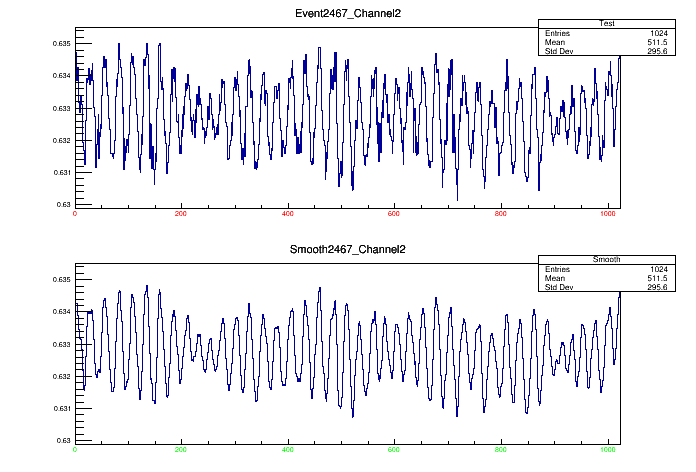 Event2467_Channel2
Test
Entries 1024
Mean 511.5
Std Dev 295.6
0.635
0.634
0.633
0.632
0.631
0.63
0 200 400 600 800 1000
Smooth2467_Channel2
Smooth
Entries 1024
Mean 511.5
Std Dev 295.6
0.635
0.634
0.633
0.632
0.631
0.63
0 200 400 600 800 1000